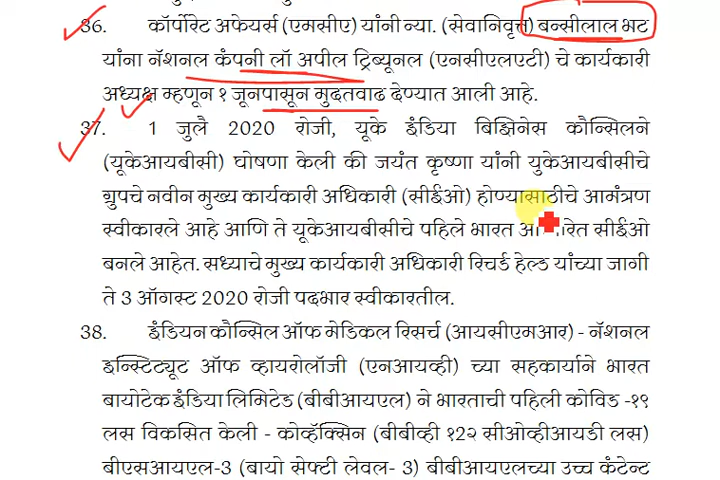 36. कॉर्पोरेट अफेयर्स (एमसीए) यांनी न्या. (सेवानिवृत्त) बन्सीलाल भट
यांना नॅशनल कंपनी लॉ अपील ट्रिब्यूनल (एनसीएलएटी) चे कार्यकारी
अध्यक्ष म्हणून १ जूनपासून मुदतवाढ देण्यात आली आहे.
37. 1 जुलै 2020 रोजी, यूके इंडिया बिझिनेस कौन्सिलने
(यूकेआयबीसी) घोषणा केली की जयंत कृष्णा यांनी युकेआयबीसीचे
ग्रुपचे नवीन मुख्य कार्यकारी अधिकारी (सीईओ) होण्यासाठीचे आमंत्रण
स्वीकारले आहे आणि ते यूकेआयबीसीचे पहिले भारत सीईओ
बनले आहेत. सध्याचे मुख्य कार्यकारी अधिकारी रिचर्ड हेल्ड यांच्या जागी
ते 3 ऑगस्ट 2020 रोजी पदभार स्वीकारतील.
38. इंडियन कौन्सिल ऑफ मेडिकल रिसर्च (आयसीएमआर) - नॅशनल
इन्स्टिट्यूट ऑफ व्हायरोलॉजी (एनआयव्ही) च्या सहकार्याने भारत
बायोटेक इंडिया लिमिटेड (बीबीआयएल) ने भारताची पहिली कोविड -१९
लस विकसित केली - कोव्हॅक्सिन (बीबीव्ही १२२ सीओव्हीआयडी लस)
बीएसआयएल-3 (बायो सेफ्टी लेवल- 3) बीबीआयएलच्या उच्च कंटेन्ट